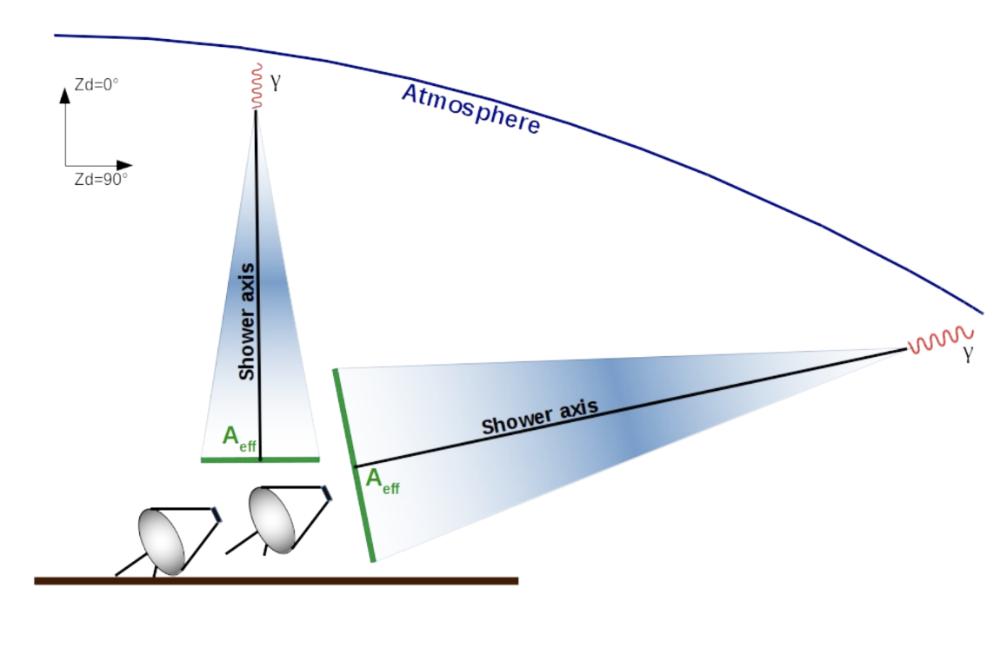 Zd=0°
γ
Atmosphere
Zd=90°
Shower axis
γ
Shower axis
A_eff
A_eff